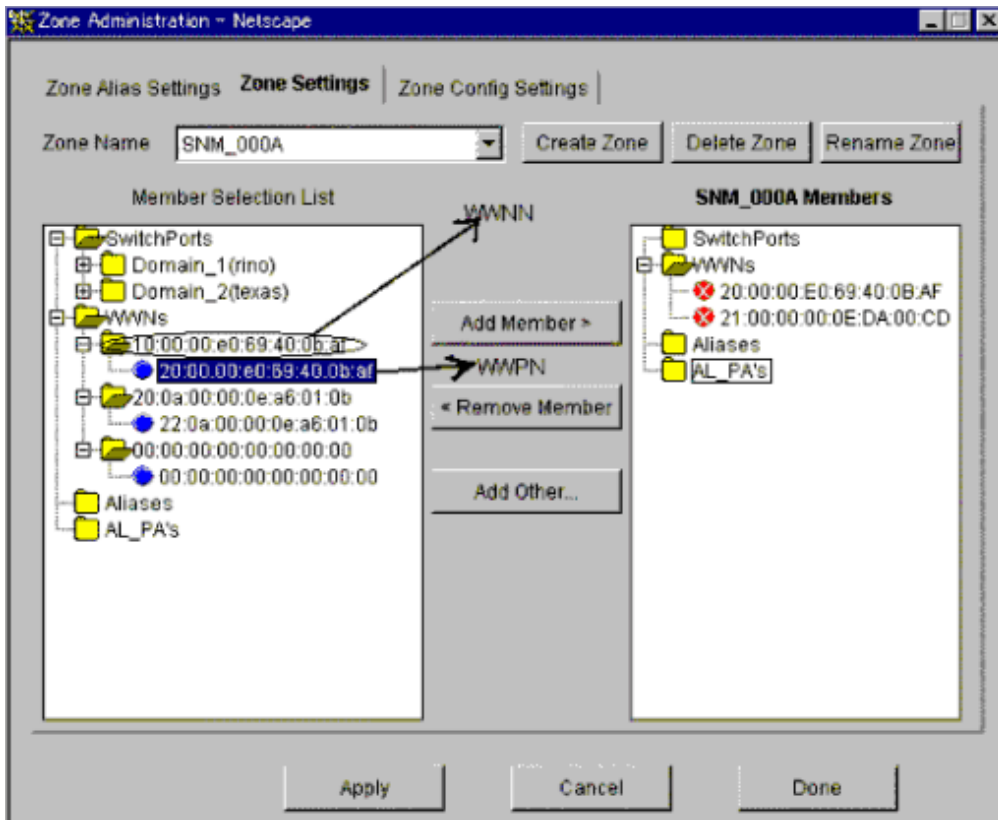 Zone Administration - Netscape
Zone Alias Settings Zone Settings Zone Config Settings
Zone Name SNM_000A Create Zone Delete Zone Rename Zone
Member Selection List
SwitchPorts
Domain_1(rino)
Domain_2(texas)
WWNs
10:00:00:e0:69:40:0b:af
20:00:00:e0:69:40:0b:af
20:0a:00:00:0e:a6:01:0b
22:0a:00:00:0e:a6:01:0b
00:00:00:00:00:00:00:00
00:00:00:00:00:00:00:00
Aliases
AL_PA's
WWNN
Add Member >
WWPN
< Remove Member
Add Other...
SNM_000A Members
SwitchPorts
WWNs
20:00:00:E0:69:40:0B:AF
21:00:00:00:0E:DA:00:CD
Aliases
AL_PA's
Apply Cancel Done